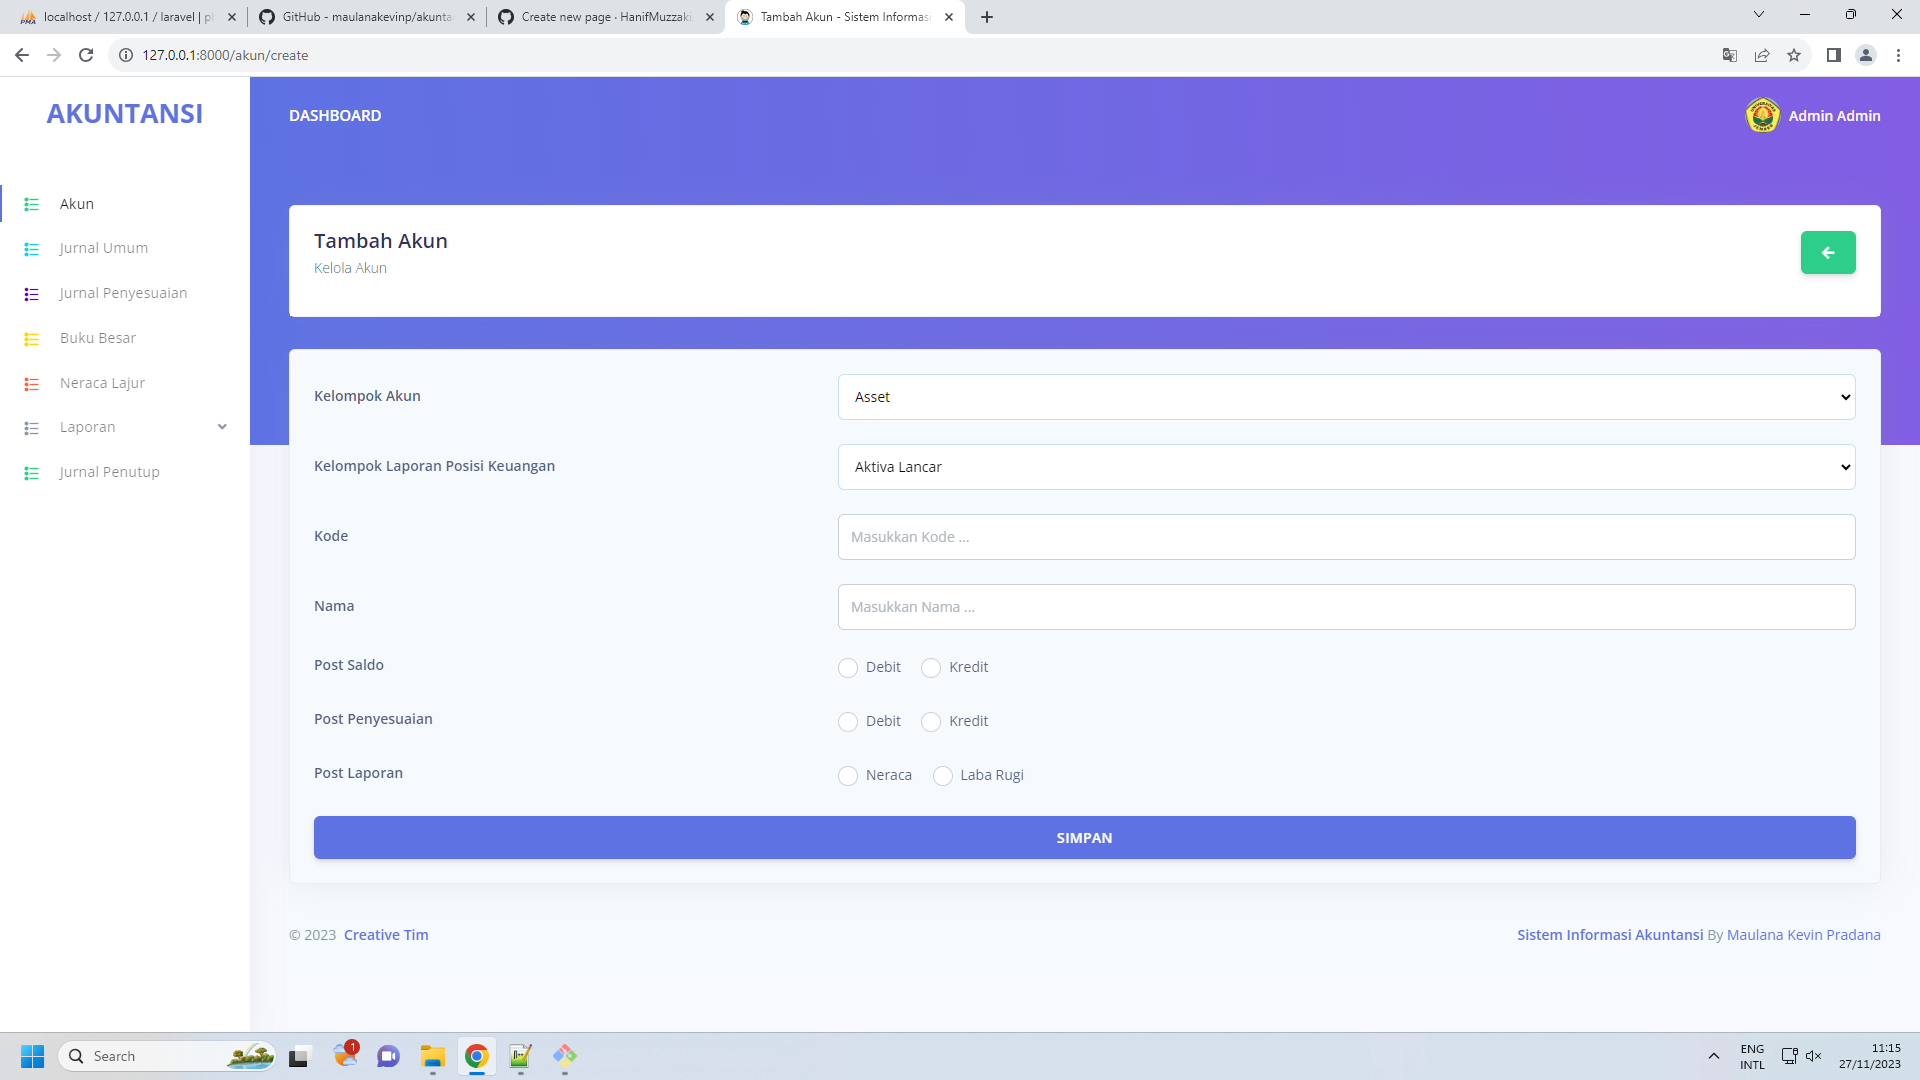 localhost / 127.0.0.1 / laravel | p
GitHub - maulanakevinp/akunta
Create new page · HanifMuzzaki
Tambah Akun - Sistem Informasi
127.0.0.1:8000/akun/create
AKUNTANSI
DASHBOARD
Admin Admin
Akun
Jurnal Umum
Jurnal Penyesuaian
Buku Besar
Neraca Lajur
Laporan
Jurnal Penutup
Tambah Akun
Kelola Akun
Kelompok Akun
Asset
Kelompok Laporan Posisi Keuangan
Aktiva Lancar
Kode
Masukkan Kode ...
Nama
Masukkan Nama ...
Post Saldo
Debit
Kredit
Post Penyesuaian
Debit
Kredit
Post Laporan
Neraca
Laba Rugi
SIMPAN
© 2023 Creative Tim
Sistem Informasi Akuntansi By Maulana Kevin Pradana
Search
1
ENG
INTL
11:15
27/11/2023